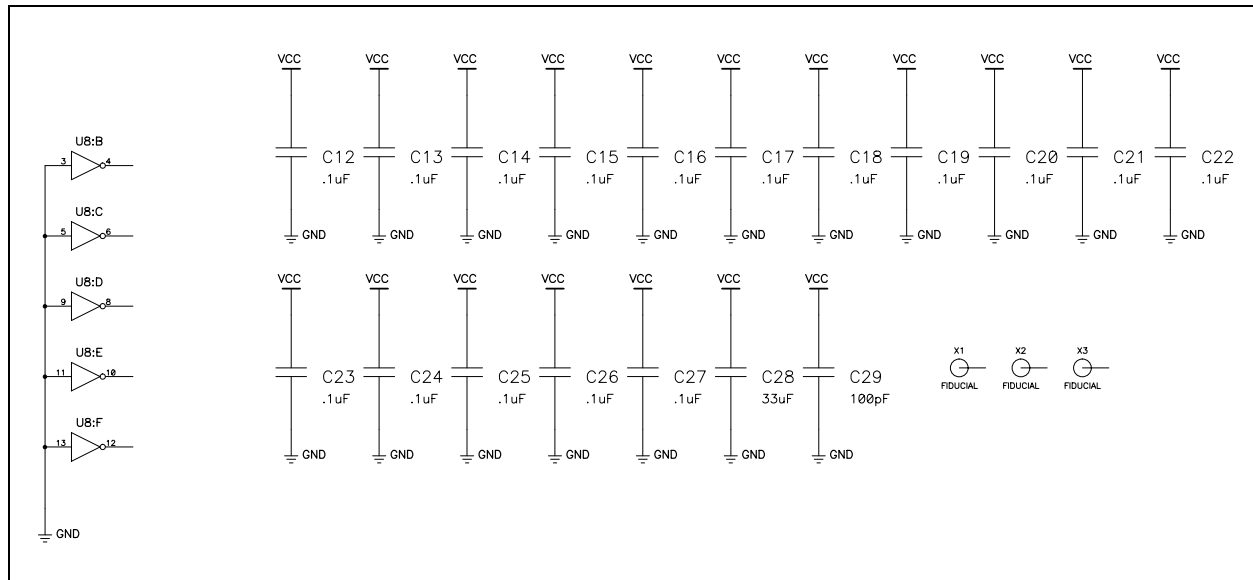 VCC VCC VCC VCC VCC VCC VCC VCC VCC VCC VCC
U8:B
3 4
C12 C13 C14 C15 C16 C17 C18 C19 C20 C21 C22
.1uF .1uF .1uF .1uF .1uF .1uF .1uF .1uF .1uF .1uF .1uF
U8:C
5 6
GND GND GND GND GND GND GND GND GND GND GND
U8:D
9 8
VCC VCC VCC VCC VCC VCC VCC
U8:E
11 10
X1 X2 X3
C23 C24 C25 C26 C27 C28 C29
FIDUCIAL FIDUCIAL FIDUCIAL
.1uF .1uF .1uF .1uF .1uF 33uF 100pF
U8:F
13 12
GND GND GND GND GND GND GND
GND